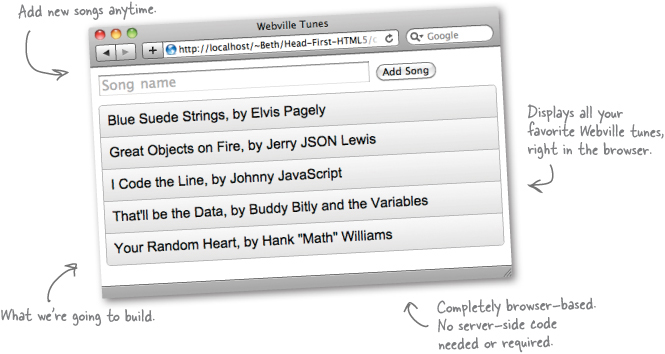 Add new songs anytime.
Webville Tunes
http://localhost/~Beth/Head-First-HTML5/c
Google
Song name
Add Song
Blue Suede Strings, by Elvis Pagely
Great Objects on Fire, by Jerry JSON Lewis
I Code the Line, by Johnny JavaScript
That'll be the Data, by Buddy Bitly and the Variables
Your Random Heart, by Hank "Math" Williams
Displays all your
favorite Webville tunes,
right in the browser.
What we're going to build.
Completely browser-based.
No server-side code
needed or required.